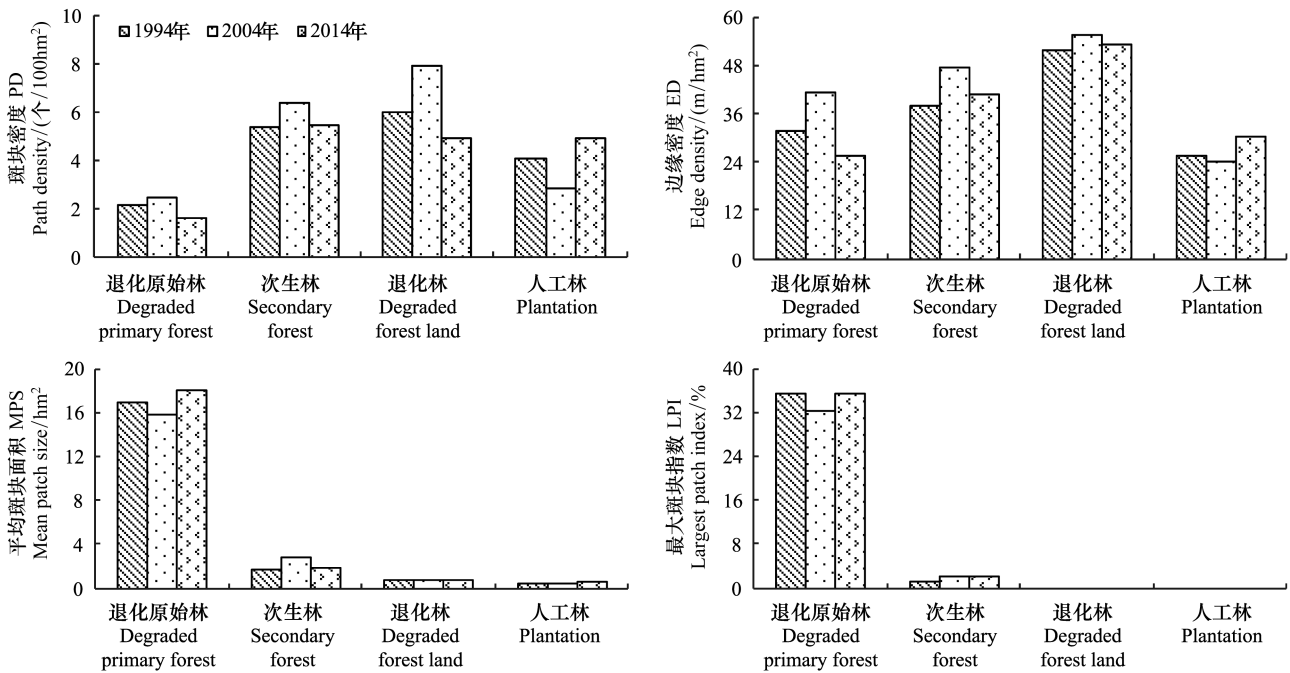 斑块密度 PD
Path density/(个/100hm²)
10
8
6
4
2
0
1994年 2004年 2014年
退化原始林
Degraded
primary forest
次生林
Secondary
forest
退化林
Degraded
forest land
人工林
Plantation
边缘密度 ED
Edge density/(m/hm²)
60
48
36
24
12
0
退化原始林
Degraded
primary forest
次生林
Secondary
forest
退化林
Degraded
forest land
人工林
Plantation
平均斑块面积 MPS
Mean patch size/hm²
20
16
12
8
4
0
退化原始林
Degraded
primary forest
次生林
Secondary
forest
退化林
Degraded
forest land
人工林
Plantation
最大斑块指数 LPI
Largest patch index/%
40
32
24
16
8
0
退化原始林
Degraded
primary forest
次生林
Secondary
forest
退化林
Degraded
forest land
人工林
Plantation